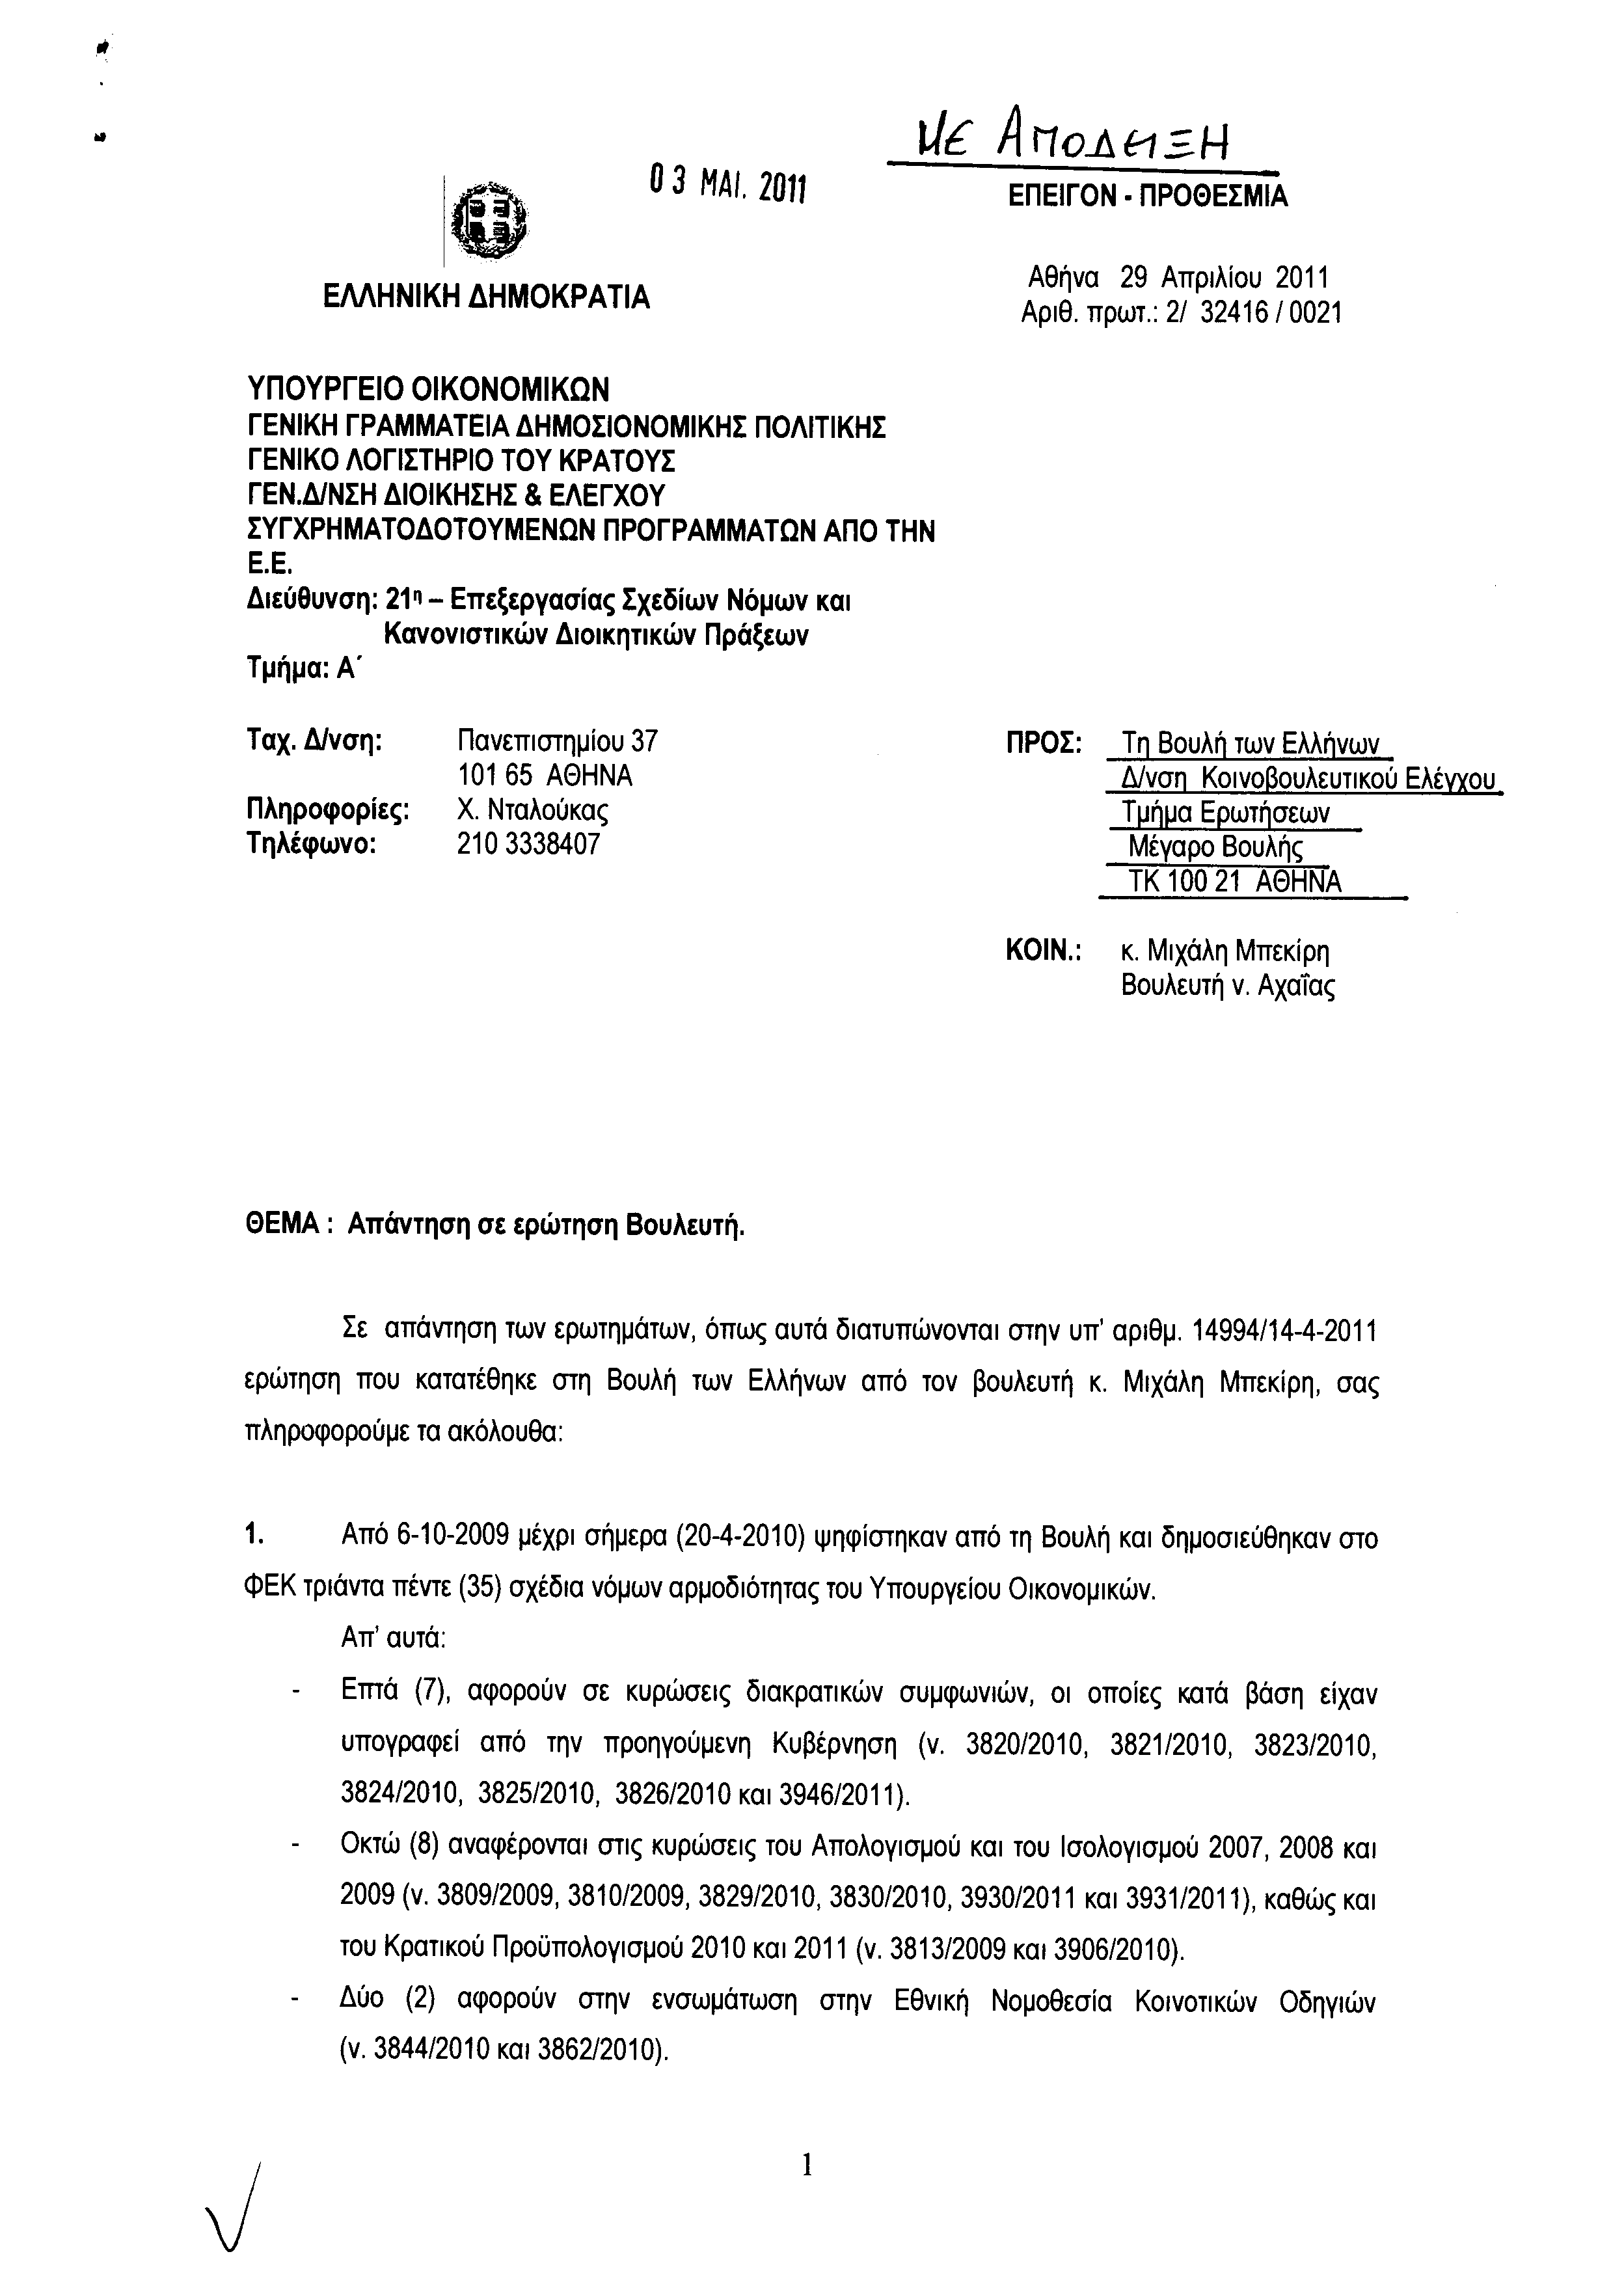 ΜΕ ΑΠΟΔΕΙΞΗ
03 ΜΑΙ. 2011
ΕΠΕΙΓΟΝ - ΠΡΟΘΕΣΜΙΑ
ΕΛΛΗΝΙΚΗ ΔΗΜΟΚΡΑΤΙΑ
Αθήνα 29 Απριλίου 2011
Αριθ. πρωτ.: 2/ 32416 / 0021
ΥΠΟΥΡΓΕΙΟ ΟΙΚΟΝΟΜΙΚΩΝ
ΓΕΝΙΚΗ ΓΡΑΜΜΑΤΕΙΑ ΔΗΜΟΣΙΟΝΟΜΙΚΗΣ ΠΟΛΙΤΙΚΗΣ
ΓΕΝΙΚΟ ΛΟΓΙΣΤΗΡΙΟ ΤΟΥ ΚΡΑΤΟΥΣ
ΓΕΝ.Δ/ΝΣΗ ΔΙΟΙΚΗΣΗΣ & ΕΛΕΓΧΟΥ
ΣΥΓΧΡΗΜΑΤΟΔΟΤΟΥΜΕΝΩΝ ΠΡΟΓΡΑΜΜΑΤΩΝ ΑΠΟ ΤΗΝ
Ε.Ε.
Διεύθυνση: 21η – Επεξεργασίας Σχεδίων Νόμων και
Κανονιστικών Διοικητικών Πράξεων
Τμήμα: Α΄
Ταχ. Δ/νση: Πανεπιστημίου 37
101 65 ΑΘΗΝΑ
Πληροφορίες: Χ. Νταλούκας
Τηλέφωνο: 210 3338407
ΠΡΟΣ: Τη Βουλή των Ελλήνων
Δ/νση Κοινοβουλευτικού Ελέγχου
Τμήμα Ερωτήσεων
Μέγαρο Βουλής
ΤΚ 100 21 ΑΘΗΝΑ
ΚΟΙΝ.: κ. Μιχάλη Μπεκίρη
Βουλευτή ν. Αχαΐας
ΘΕΜΑ : Απάντηση σε ερώτηση Βουλευτή.
Σε απάντηση των ερωτημάτων, όπως αυτά διατυπώνονται στην υπ' αριθμ. 14994/14-4-2011
ερώτηση που κατατέθηκε στη Βουλή των Ελλήνων από τον βουλευτή κ. Μιχάλη Μπεκίρη, σας
πληροφορούμε τα ακόλουθα:
1. Από 6-10-2009 μέχρι σήμερα (20-4-2010) ψηφίστηκαν από τη Βουλή και δημοσιεύθηκαν στο
ΦΕΚ τριάντα πέντε (35) σχέδια νόμων αρμοδιότητας του Υπουργείου Οικονομικών.
Απ' αυτά:
- Επτά (7), αφορούν σε κυρώσεις διακρατικών συμφωνιών, οι οποίες κατά βάση είχαν
υπογραφεί από την προηγούμενη Κυβέρνηση (ν. 3820/2010, 3821/2010, 3823/2010,
3824/2010, 3825/2010, 3826/2010 και 3946/2011).
- Οκτώ (8) αναφέρονται στις κυρώσεις του Απολογισμού και του Ισολογισμού 2007, 2008 και
2009 (ν. 3809/2009, 3810/2009, 3829/2010, 3830/2010, 3930/2011 και 3931/2011), καθώς και
του Κρατικού Προϋπολογισμού 2010 και 2011 (ν. 3813/2009 και 3906/2010).
- Δύο (2) αφορούν στην ενσωμάτωση στην Εθνική Νομοθεσία Κοινοτικών Οδηγιών
(ν. 3844/2010 και 3862/2010).
1